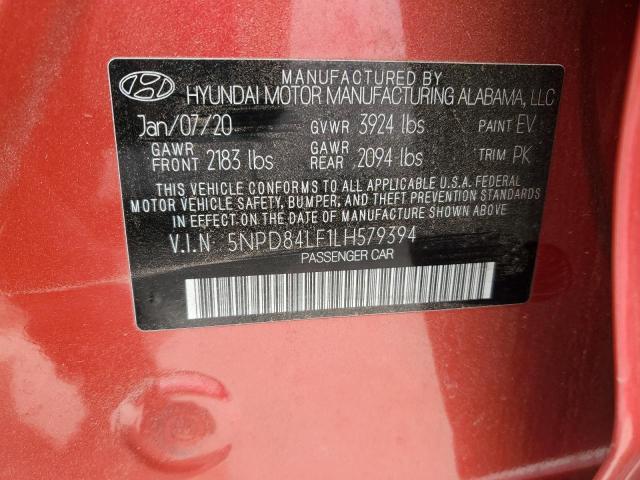 MANUFACTURED BY
HYUNDAI MOTOR MANUFACTURING ALABAMA, LLC
Jan/07/20 GVWR 3924 lbs PAINT EV
GAWR FRONT 2183 lbs GAWR REAR 2094 lbs TRIM PK
THIS VEHICLE CONFORMS TO ALL APPLICABLE U.S.A. FEDERAL
MOTOR VEHICLE SAFETY, BUMPER, AND THEFT PREVENTION STANDARDS
IN EFFECT ON THE DATE OF MANUFACTURE SHOWN ABOVE.
V.I.N 5NPD84LF1LH579394
PASSENGER CAR